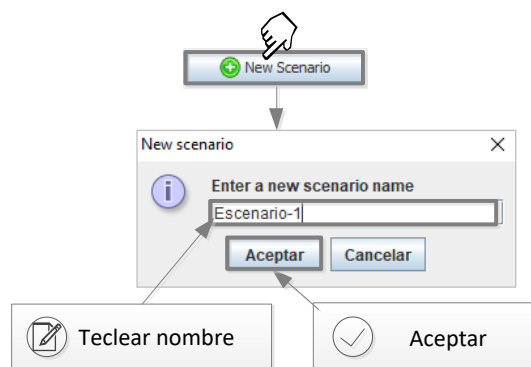 New Scenario
New scenario
Enter a new scenario name
Escenario-1
Aceptar Cancelar
Teclear nombre
Aceptar